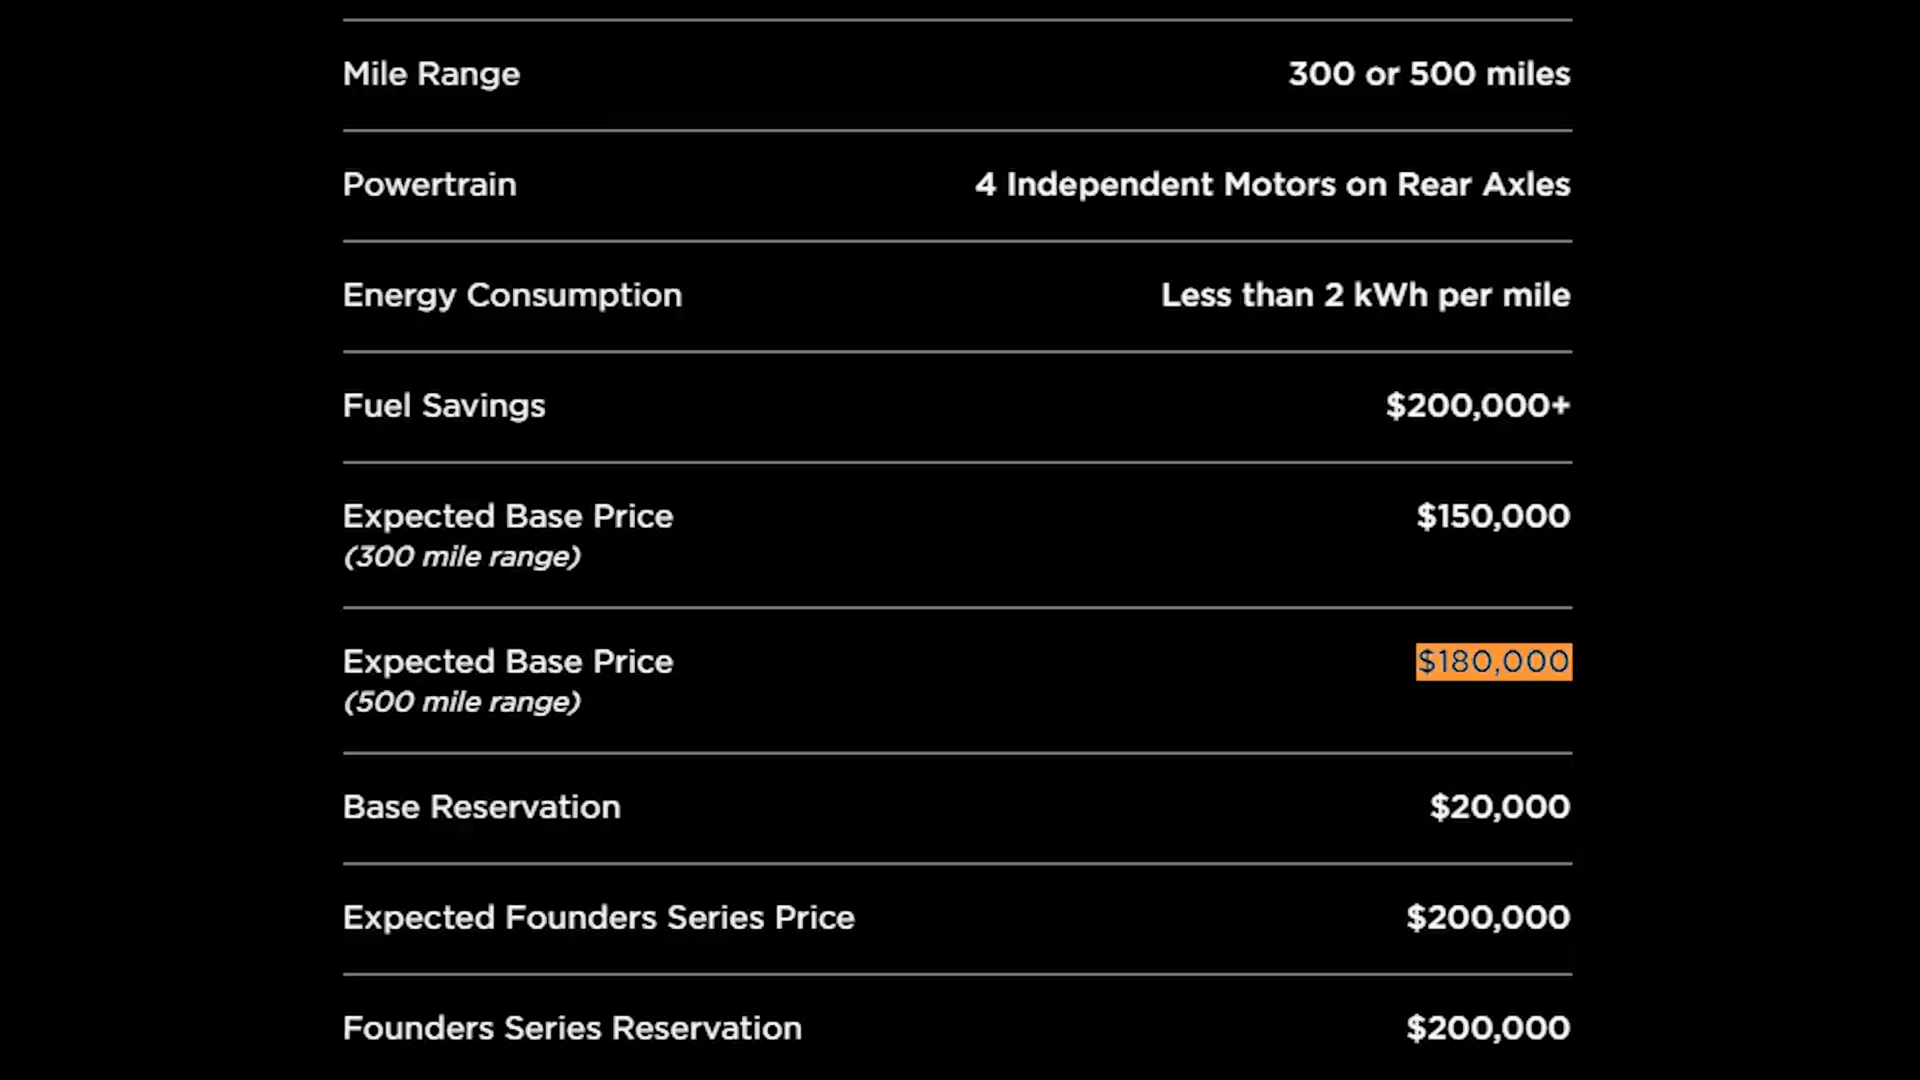 Mile Range 300 or 500 miles
Powertrain 4 Independent Motors on Rear Axles
Energy Consumption Less than 2 kWh per mile
Fuel Savings $200,000+
Expected Base Price $150,000
(300 mile range)
Expected Base Price $180,000
(500 mile range)
Base Reservation $20,000
Expected Founders Series Price $200,000
Founders Series Reservation $200,000